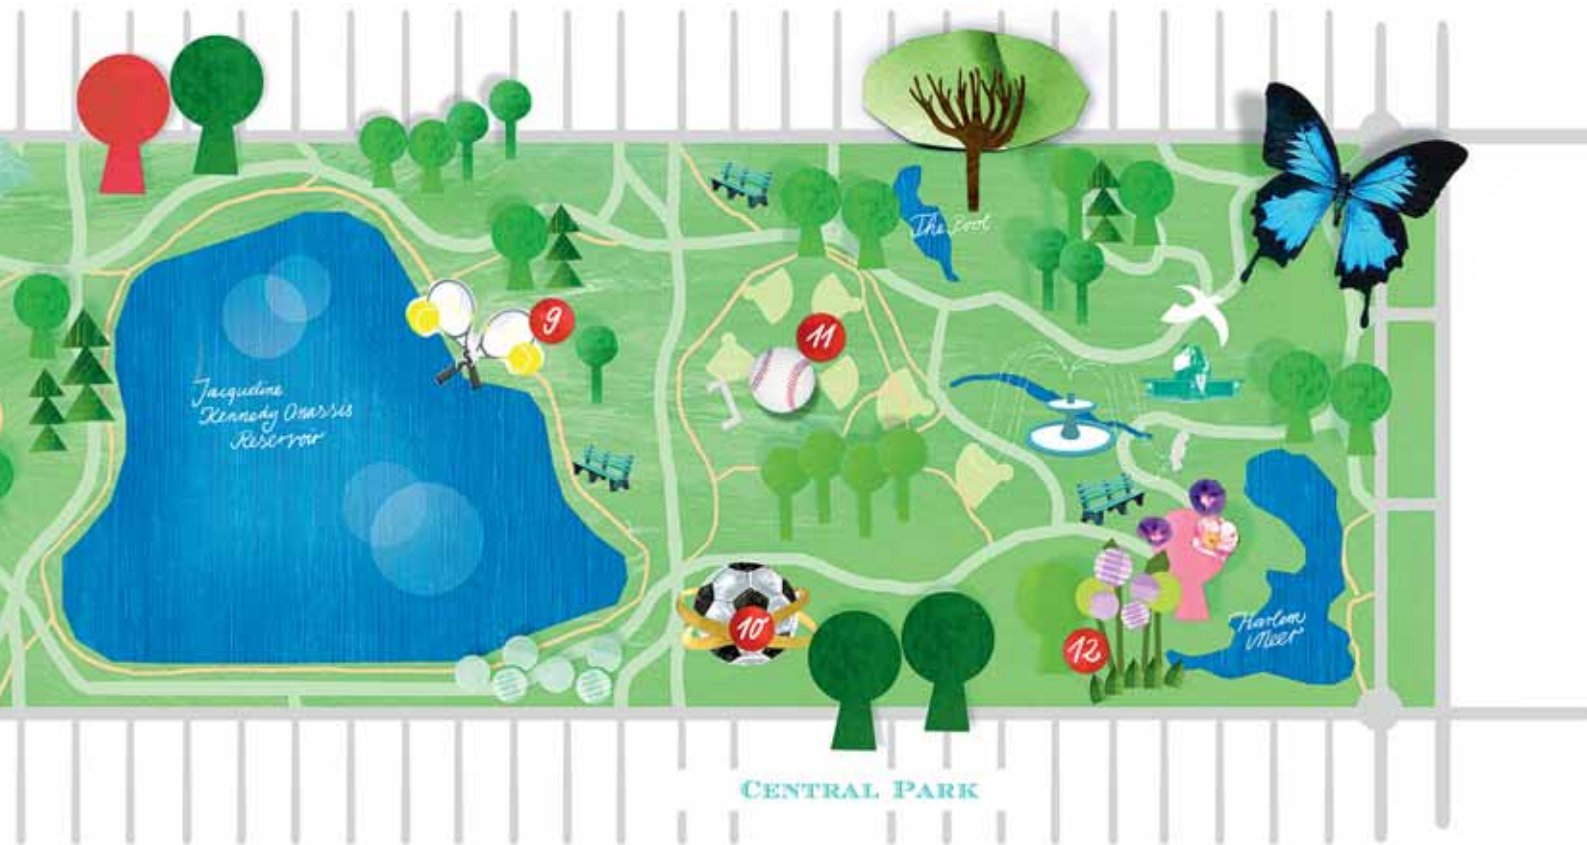 The Pool
9
11
Jacqueline
Kennedy Onassis
Reservoir
10
12
Harlem
Meer
CENTRAL PARK